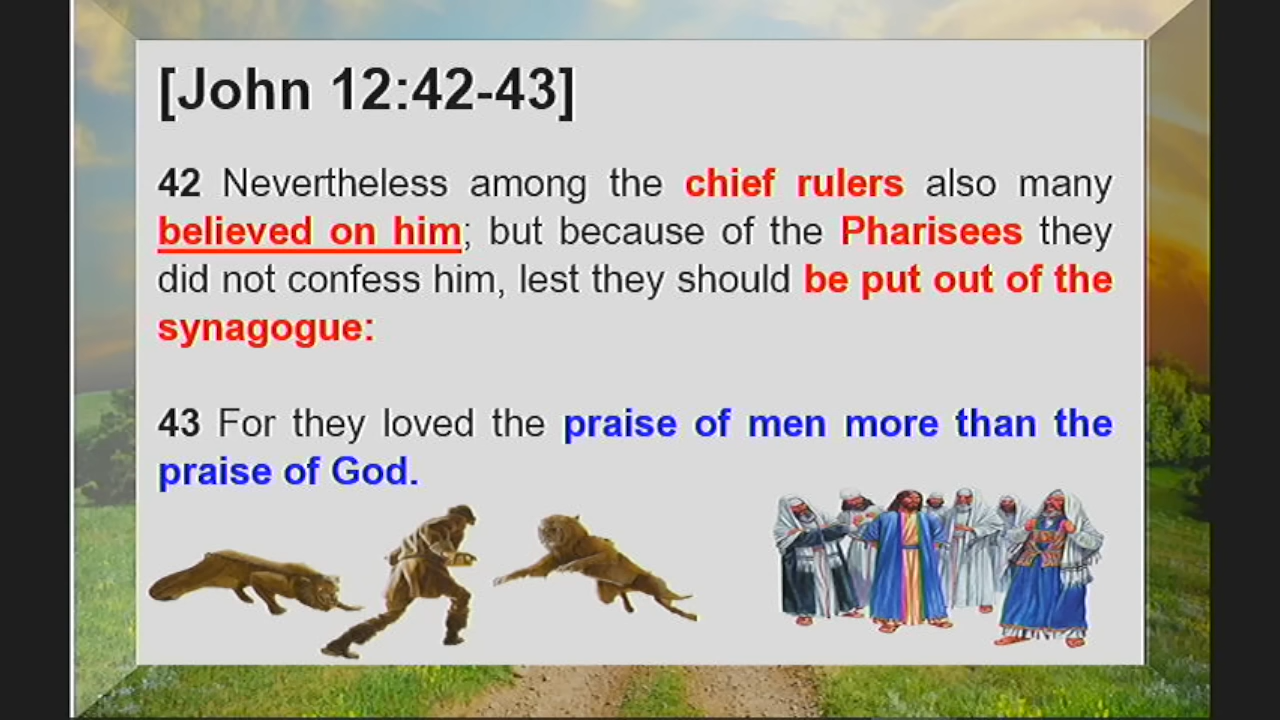 [John 12:42-43]
42 Nevertheless among the chief rulers also many
believed on him; but because of the Pharisees they
did not confess him, lest they should be put out of the
synagogue:
43 For they loved the praise of men more than the
praise of God.